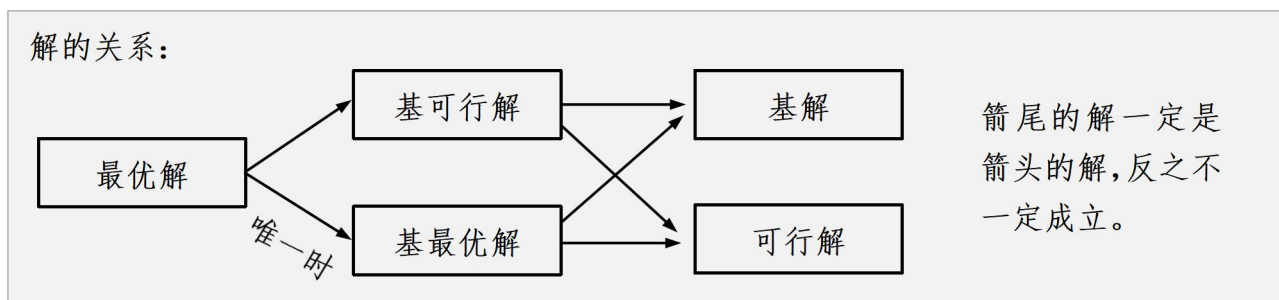 解的关系：
基可行解
基解
最优解
唯一时
基最优解
可行解
箭尾的解一定是
箭头的解，反之不
一定成立。